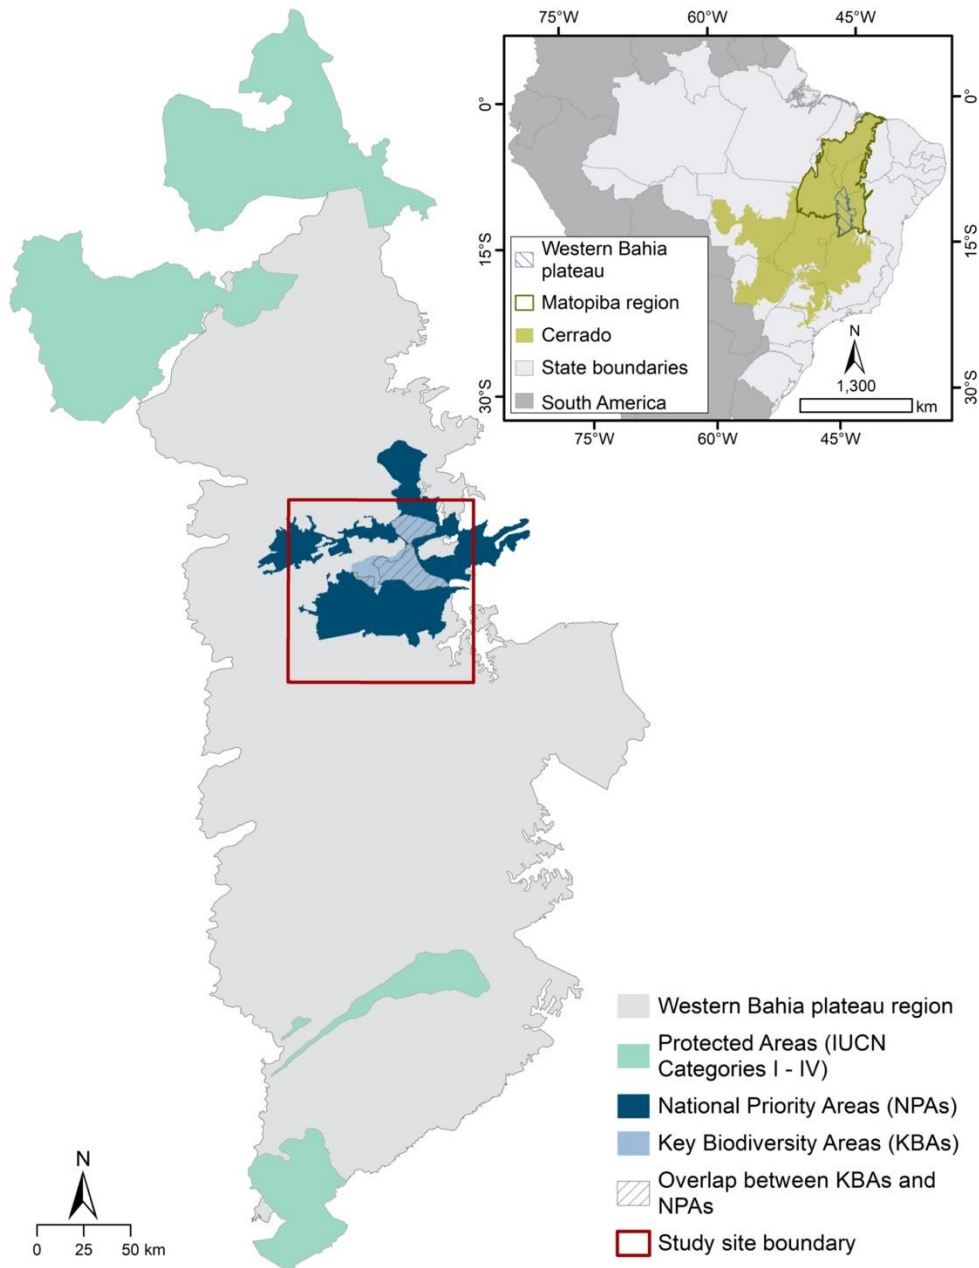 75°W 60°W 45°W
0° 0°
15°S 15°S
30°S 30°S
Western Bahia
plateau
Matopiba region
Cerrado
State boundaries
South America
N
1,300
km
75°W 60°W 45°W
Western Bahia plateau region
Protected Areas (IUCN
Categories I - IV)
National Priority Areas (NPAs)
Key Biodiversity Areas (KBAs)
Overlap between KBAs and
NPAs
Study site boundary
N
0 25 50 km